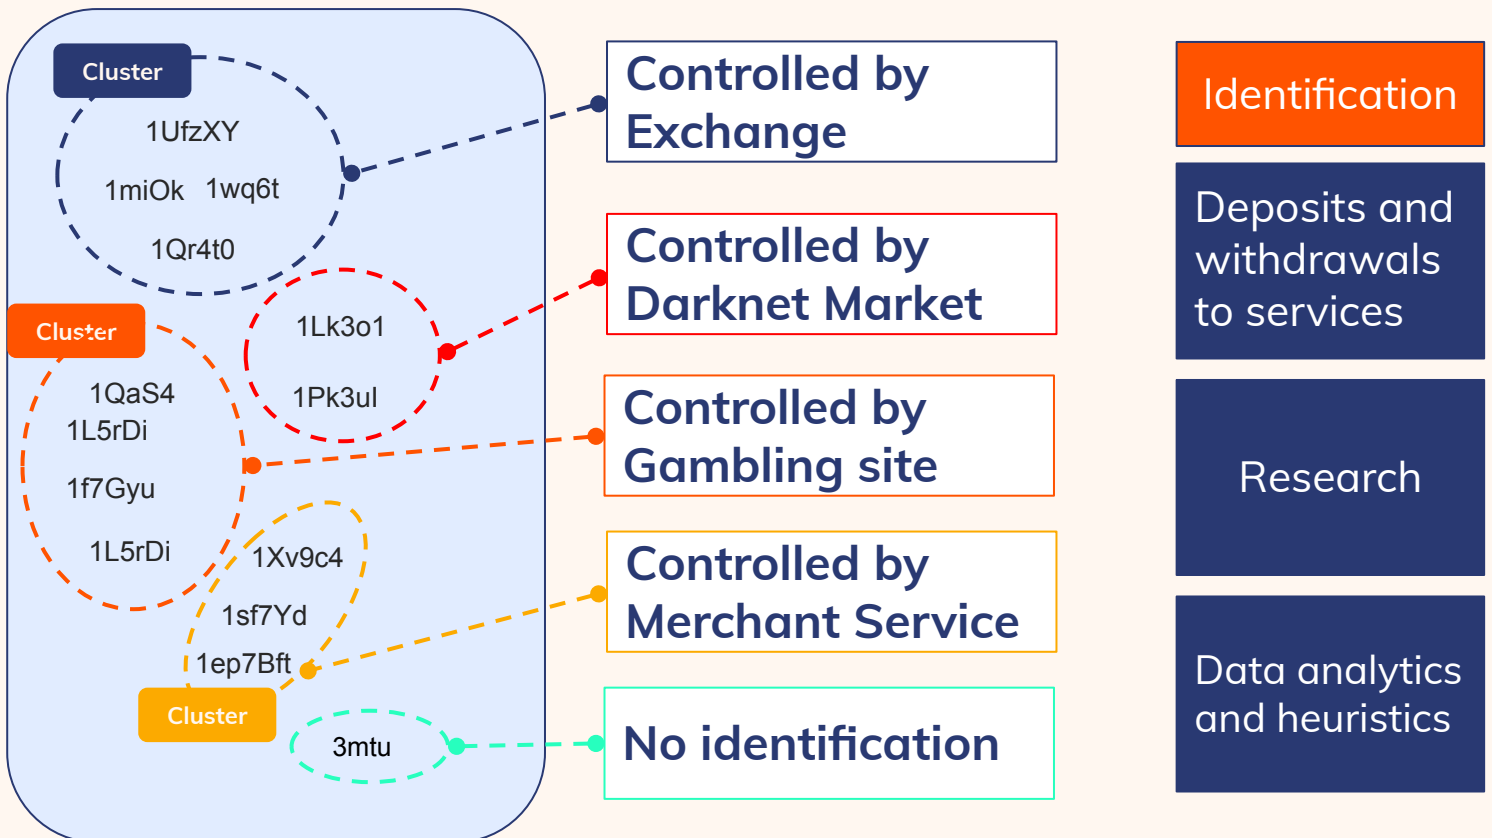 Cluster
1UfzXY
1miOk 1wq6t
1Qr4t0
1Lk3o1
1Pk3ul
Cluster
1QaS4
1L5rDi
1f7Gyu
1L5rDi
1Xv9c4
1sf7Yd
1ep7Bft
Cluster
3mtu
Controlled by
Exchange
Controlled by
Darknet Market
Controlled by
Gambling site
Controlled by
Merchant Service
No identification
Identification
Deposits and
withdrawals
to services
Research
Data analytics
and heuristics